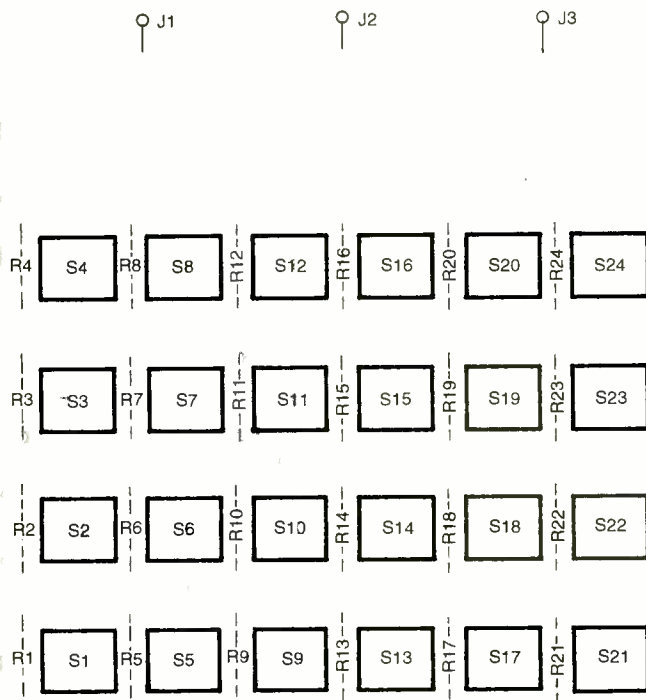 J1 J2 J3
R4 S4 R8 S8 R12 S12 R16 S16 R20 S20 R24 S24
R3 S3 R7 S7 R11 S11 R15 S15 R19 S19 R23 S23
R2 S2 R6 S6 R10 S10 R14 S14 R18 S18 R22 S22
R1 S1 R5 S5 R9 S9 R13 S13 R17 S17 R21 S21